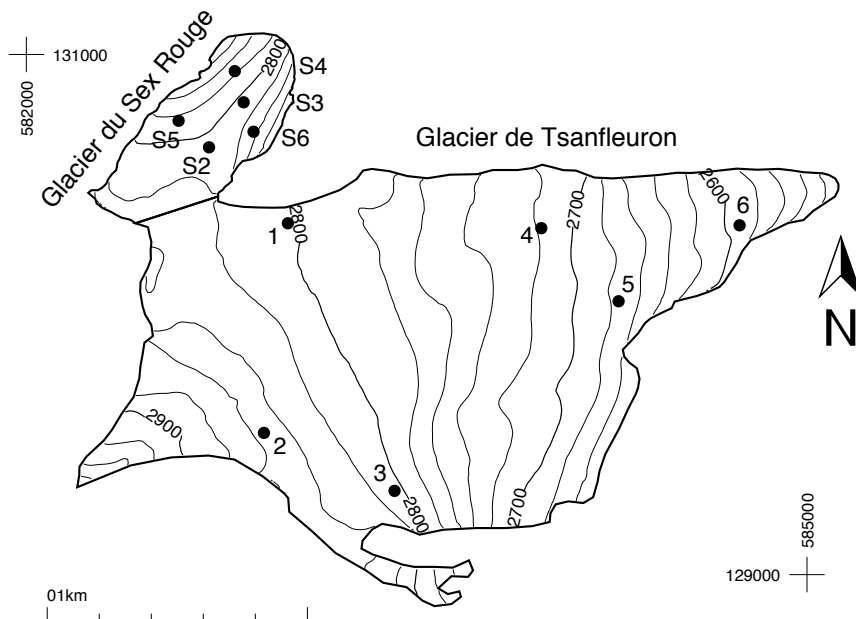 131000
582000
Glacier du Sex Rouge
2800
S4
S3
S5
S6
S2
Glacier de Tsanfleuron
1
2800
4
2700
2600
6
5
N
2900
2
3
2800
2700
585000
129000
01km